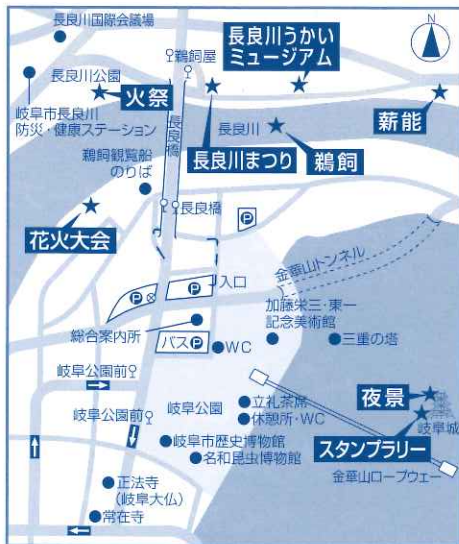 長良川国際会議場
N
鵜飼屋
長良川うかい
ミュージアム
長良川公園
火祭
薪能
岐阜市長良川
防災・健康ステーション
長良橋
長良川
長良川まつり
鵜飼
鵜飼観覧船
のりば
長良橋
P
花火大会
金華山トンネル
P
P
入口
加藤栄三・東一
記念美術館
総合案内所
バスP
WC
三重の塔
岐阜公園前
夜景
岐阜公園
立礼茶席
休憩所・WC
岐阜公園前
岐阜城
スタンプラリー
岐阜市歴史博物館
名和昆虫博物館
金華山ロープウェー
正法寺
(岐阜大仏)
常在寺